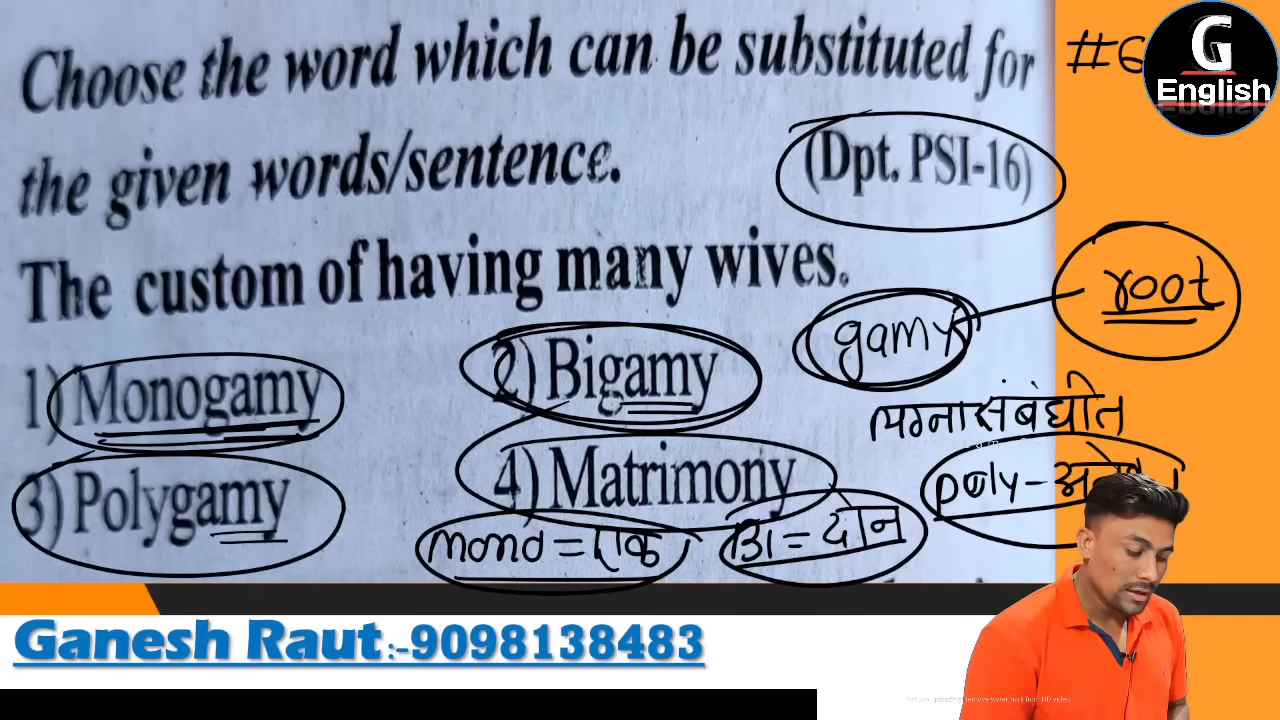 Choose the word which can be substituted for
#6
G
English
the given words/sentence.
(Dpt. PSI-16)
The custom of having many wives.
root
gamy
1) Monogamy
2) Bigamy
लग्नासंबंधीत
3) Polygamy
4) Matrimony
poly-
mono = एक
Bi = दोन
Ganesh Raut:-9098138483